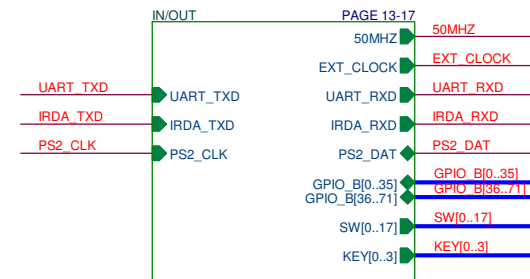 IN/OUT PAGE 13-17
50MHZ 50MHZ
EXT_CLOCK EXT_CLOCK
UART_TXD UART_TXD UART_RXD UART_RXD
IRDA_TXD IRDA_TXD IRDA_RXD IRDA_RXD
PS2_CLK PS2_CLK PS2_DAT PS2_DAT
GPIO_B[0..35] GPIO_B[0..35]
GPIO_B[36..71] GPIO_B[36..71]
SW[0..17] SW[0..17]
KEY[0..3] KEY[0..3]